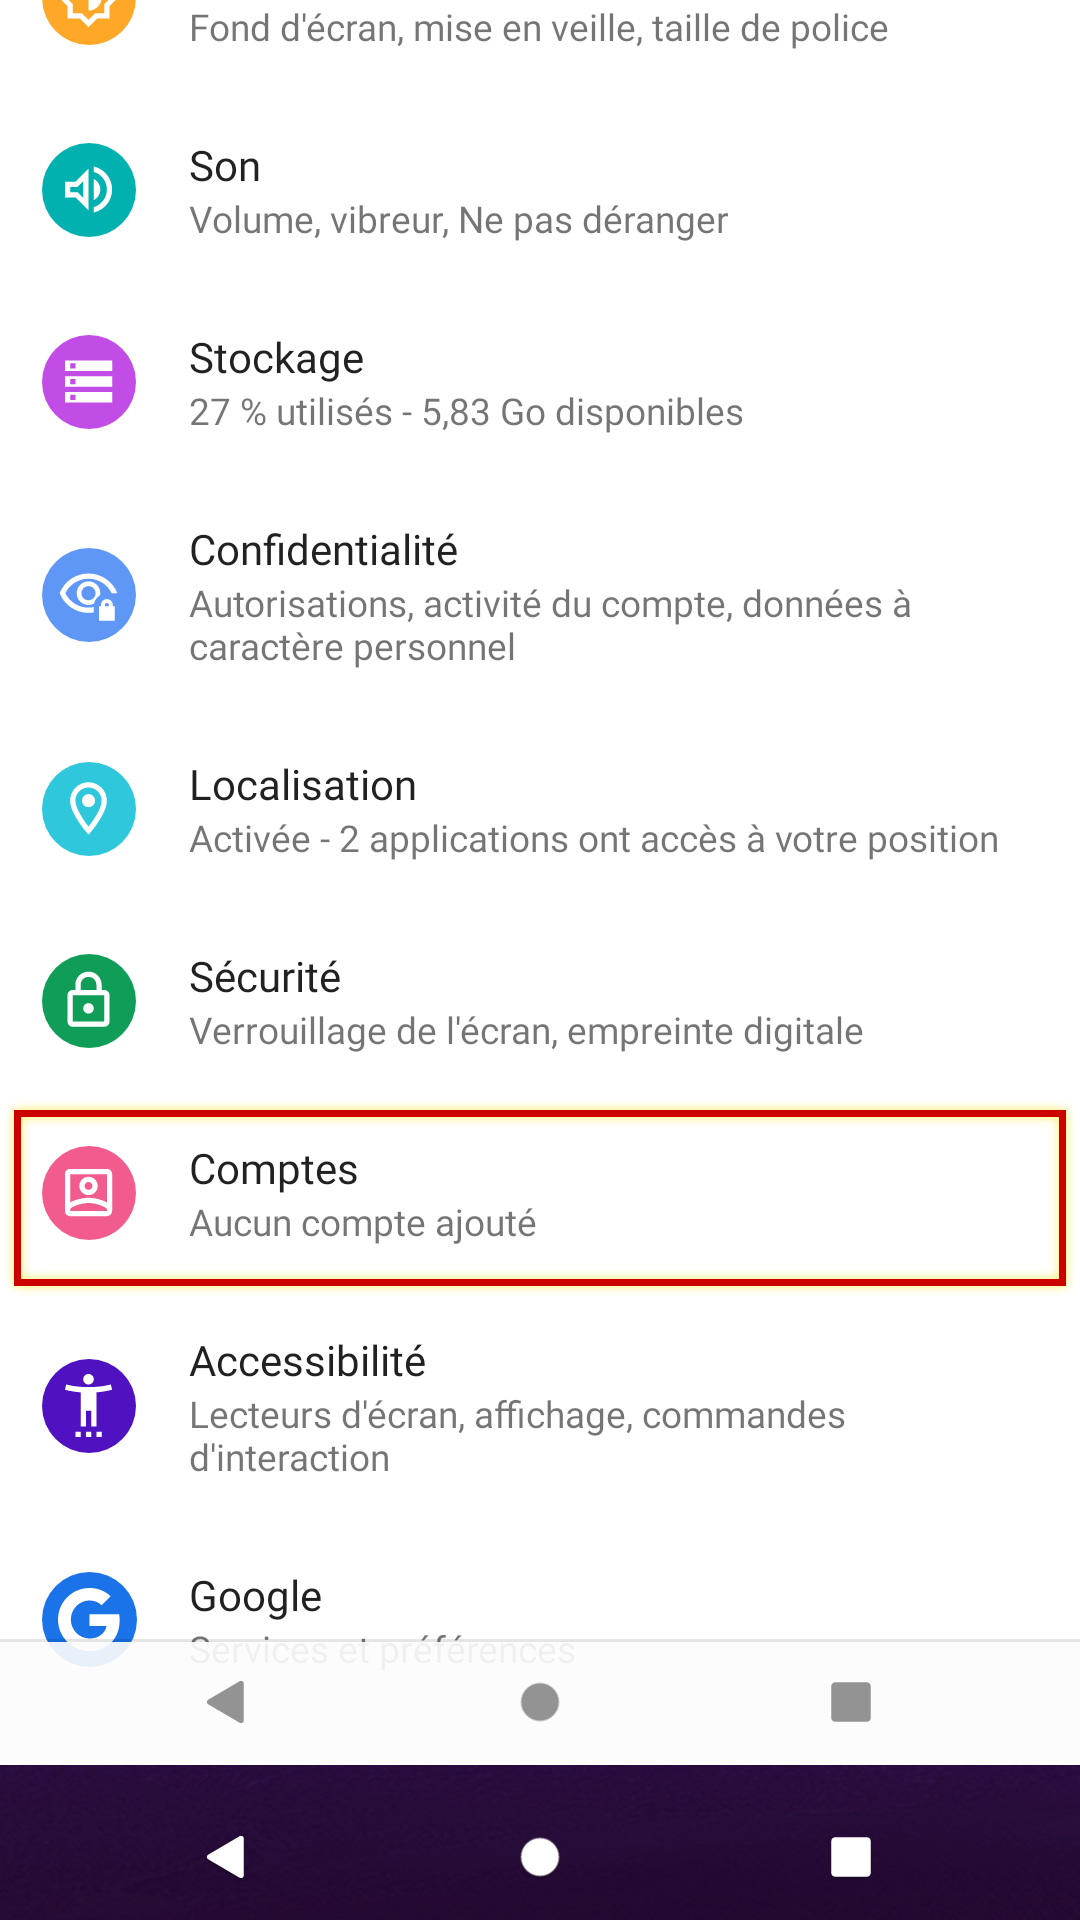 Fond d'écran, mise en veille, taille de police
Son
Volume, vibreur, Ne pas déranger
Stockage
27 % utilisés - 5,83 Go disponibles
Confidentialité
Autorisations, activité du compte, données à
caractère personnel
Localisation
Activée - 2 applications ont accès à votre position
Sécurité
Verrouillage de l'écran, empreinte digitale
Comptes
Aucun compte ajouté
Accessibilité
Lecteurs d'écran, affichage, commandes
d'interaction
Google
Services et préférences